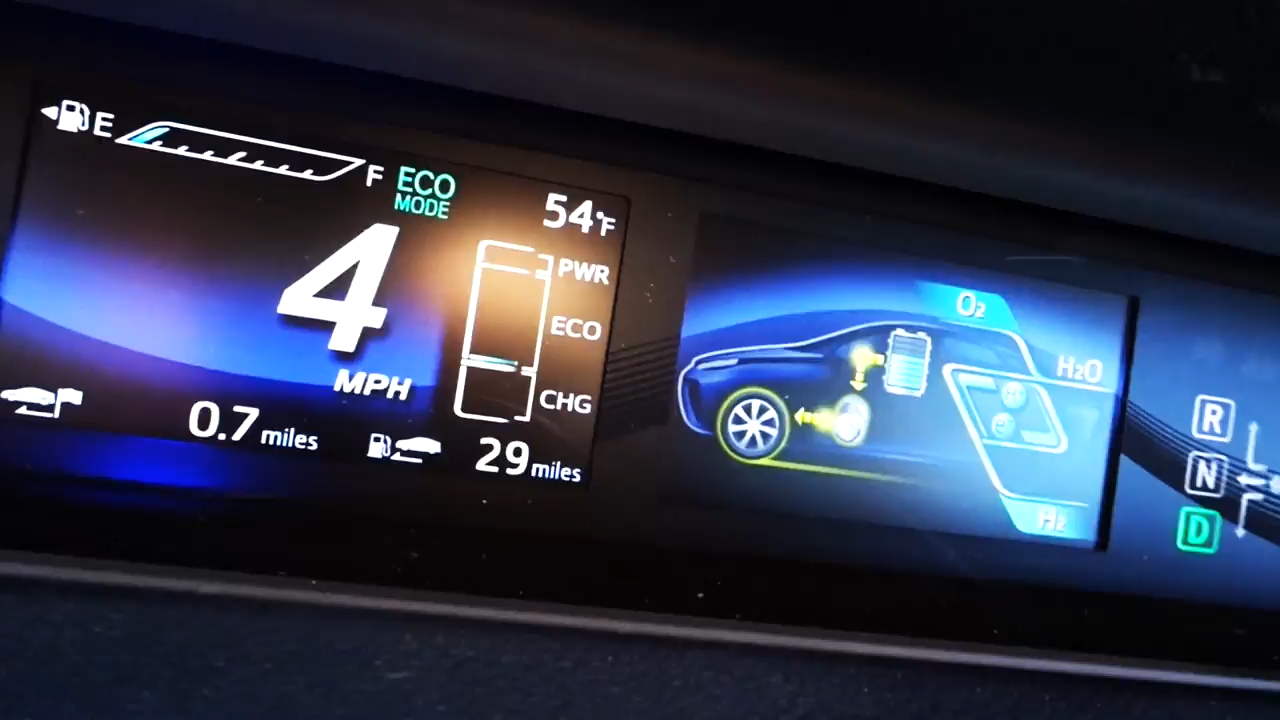 E
F
ECO
MODE
54°F
4
MPH
PWR
ECO
CHG
0.7 miles
29 miles
O₂
H₂O
H₂
R
N
D